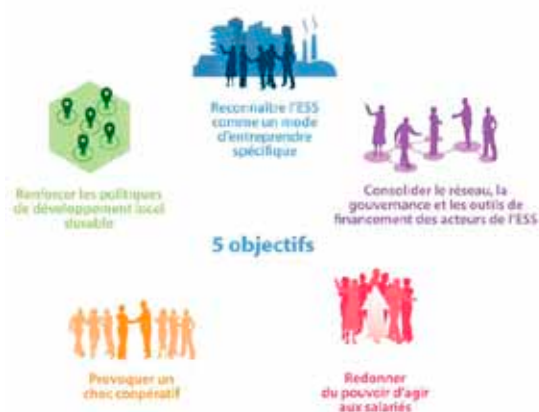 Reconnaître l'ESS
comme un mode
d'entreprendre
spécifique
Renforcer les politiques
de développement local
durable
Consolider le réseau, la
gouvernance et les outils de
financement des acteurs de l'ESS
5 objectifs
Provoquer un
choc coopératif
Redonner
du pouvoir d'agir
aux salariés